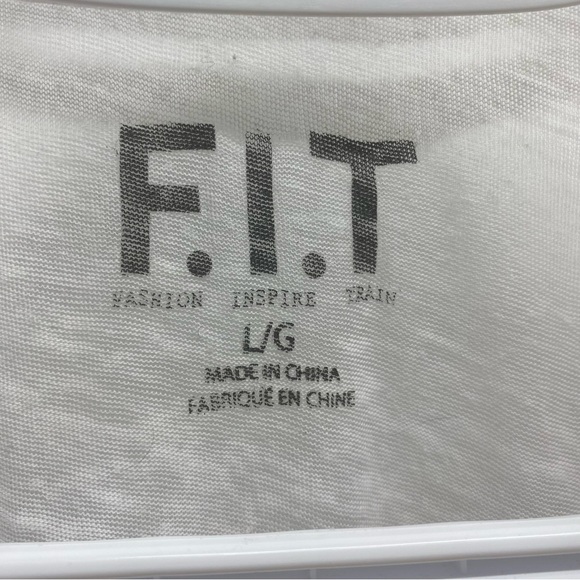 F.I.T
FASHION INSPIRE TRAIN
L/G
MADE IN CHINA
FABRIQUÉ EN CHINE